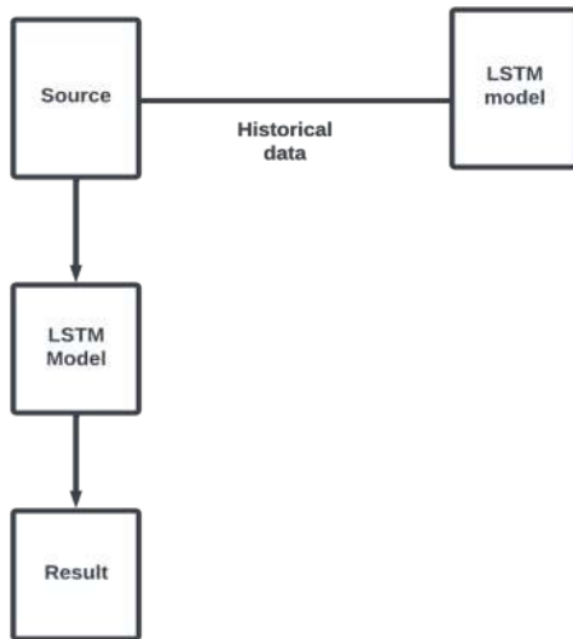 Source
LSTM
model
Historical
data
LSTM
Model
Result